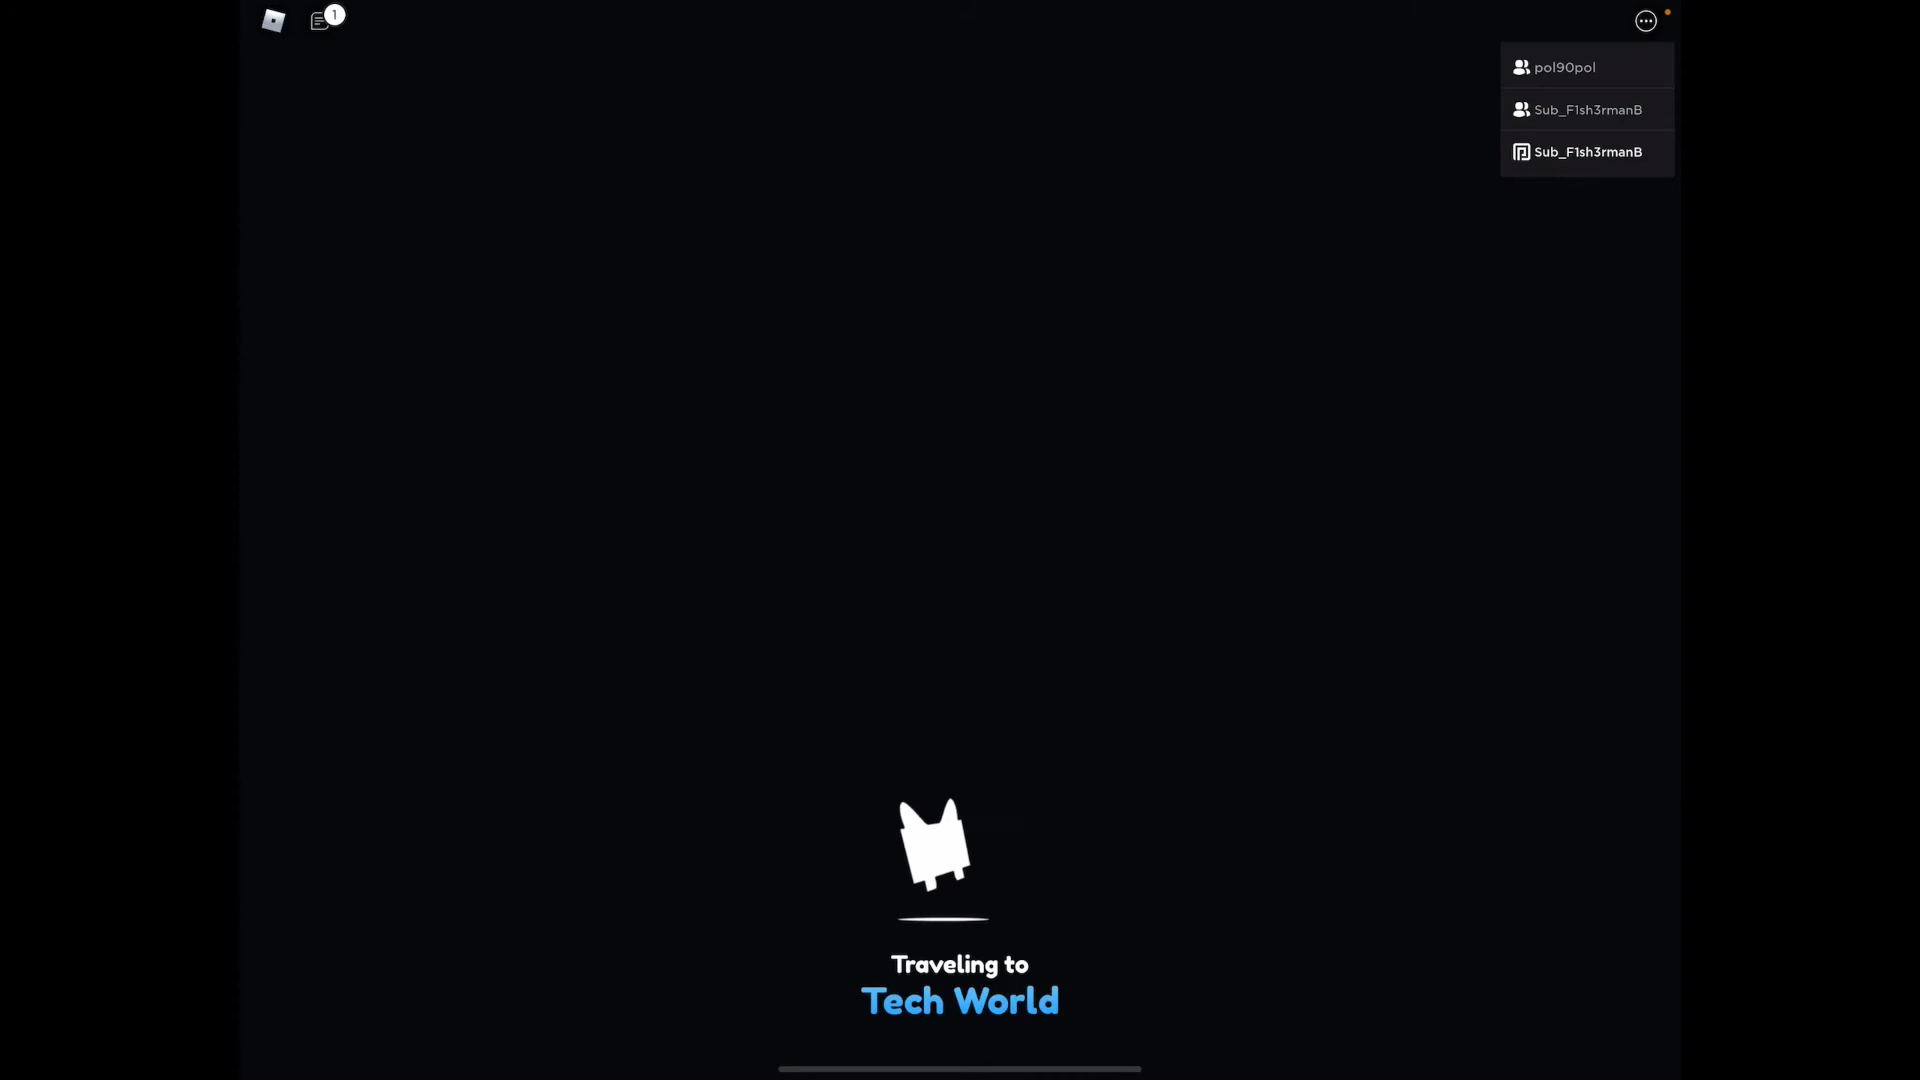 1
pol90pol
Sub_F1sh3rmanB
Sub_F1sh3rmanB
Traveling to
Tech World